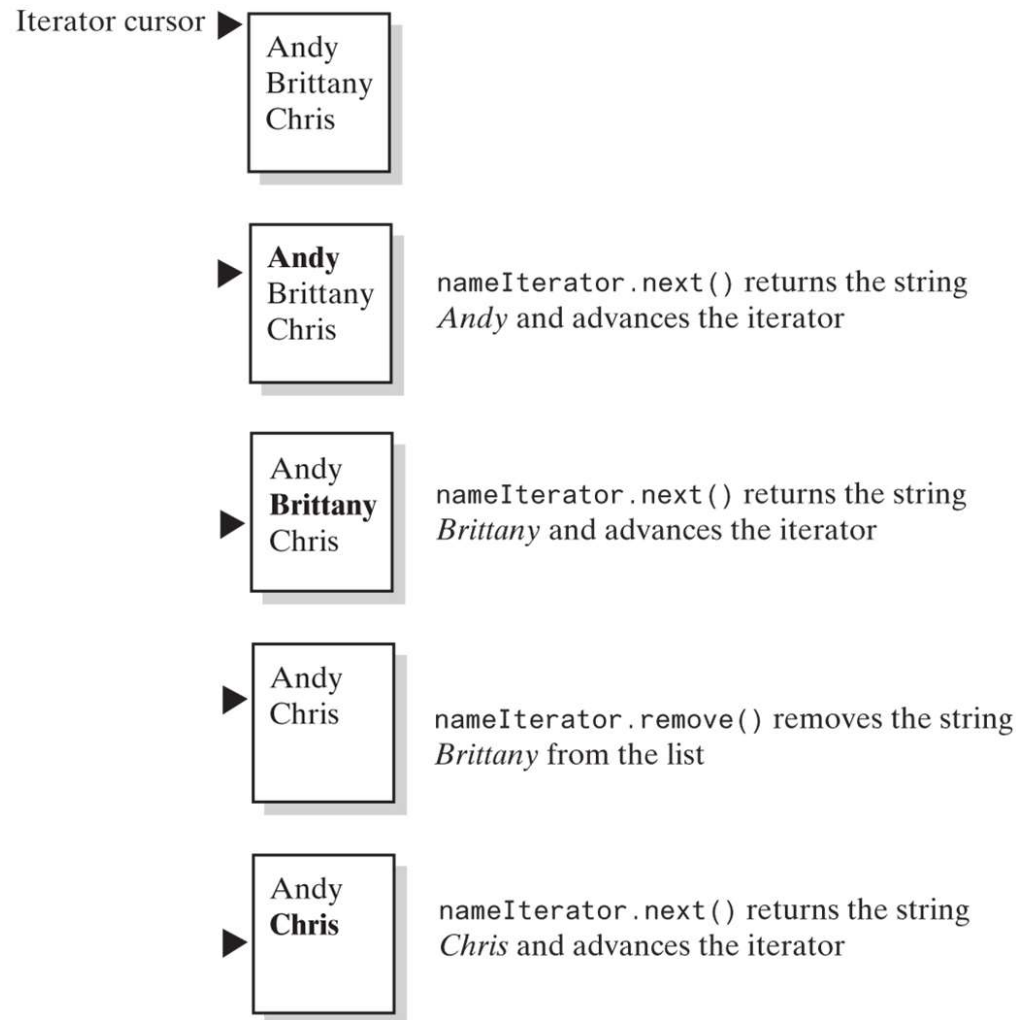 Iterator cursor
Andy
Brittany
Chris
Andy
Brittany
Chris
nameIterator.next() returns the string
Andy and advances the iterator
Andy
Brittany
Chris
nameIterator.next() returns the string
Brittany and advances the iterator
Andy
Chris
nameIterator.remove() removes the string
Brittany from the list
Andy
Chris
nameIterator.next() returns the string
Chris and advances the iterator